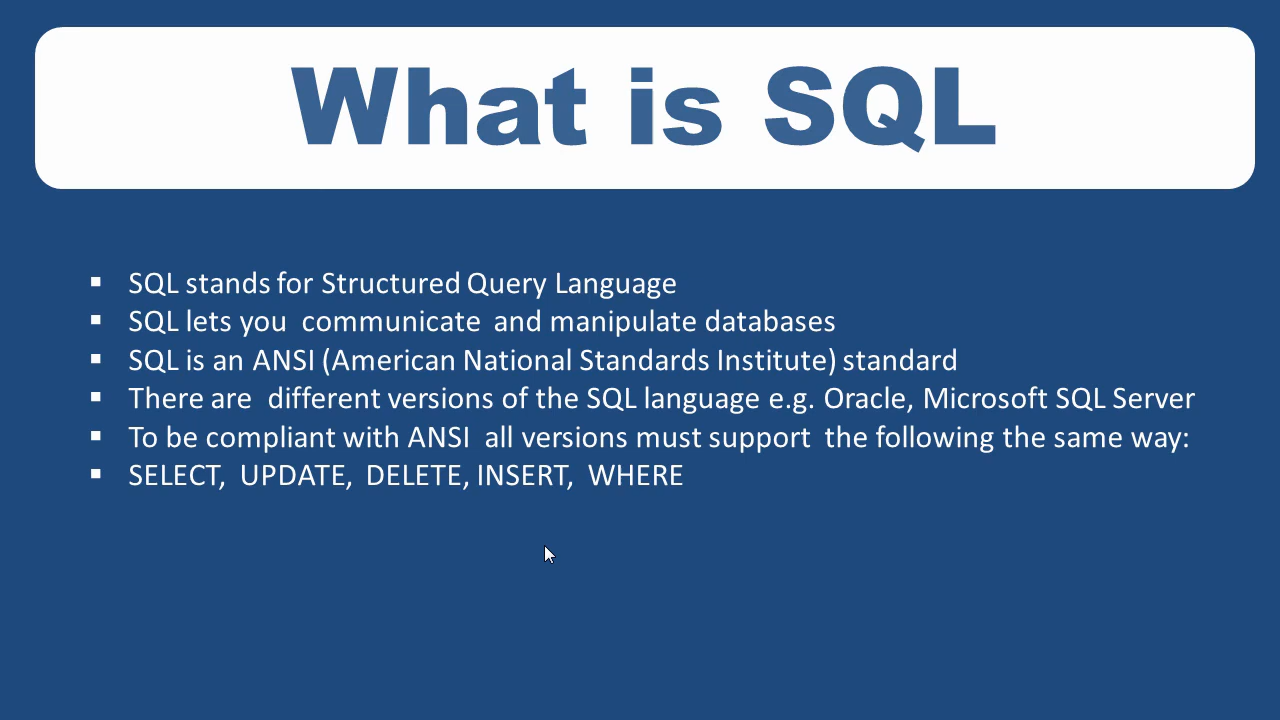 What is SQL
▪ SQL stands for Structured Query Language
▪ SQL lets you  communicate  and manipulate databases
▪ SQL is an ANSI (American National Standards Institute) standard
▪ There are  different versions of the SQL language e.g. Oracle, Microsoft SQL Server
▪ To be compliant with ANSI  all versions must support  the following the same way:
▪ SELECT,  UPDATE,  DELETE, INSERT,  WHERE